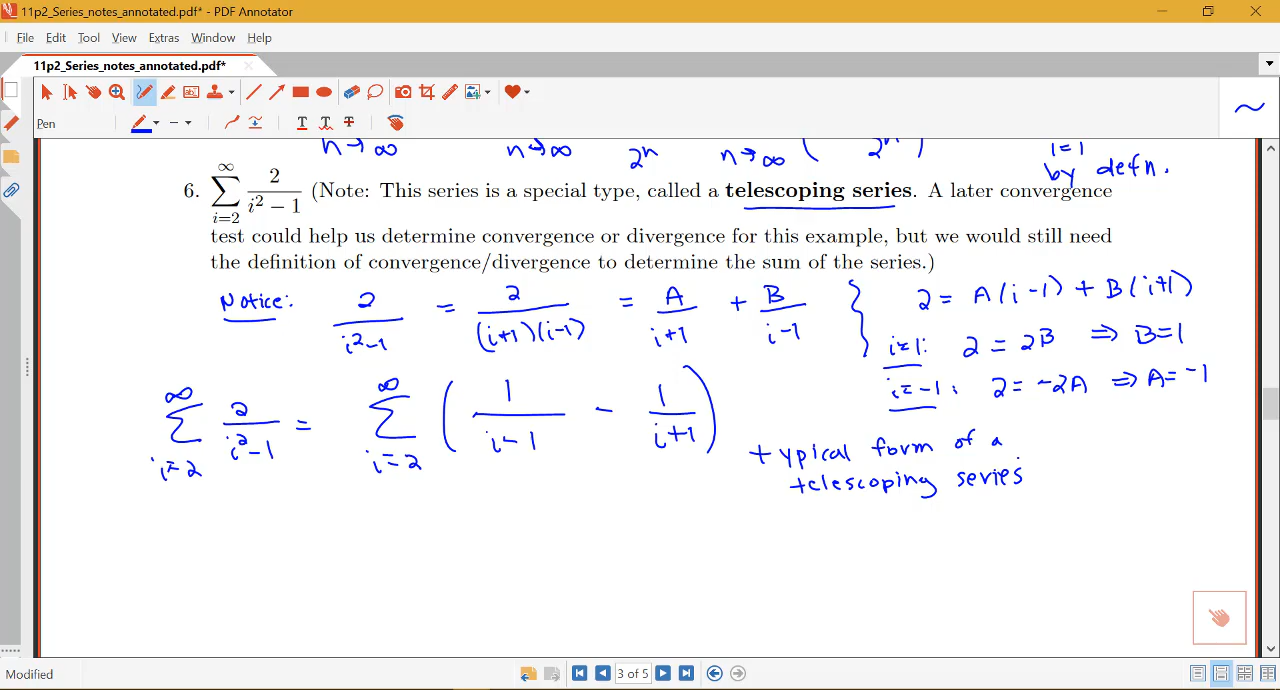 11p2_Series_notes_annotated.pdf* - PDF Annotator
File Edit Tool View Extras Window Help
11p2_Series_notes_annotated.pdf*
Pen
n→∞ n→∞ 2^n n→∞ ( 2^n ) i=1
by defn.
6. ∑_{i=2}^{∞} 2/(i² − 1) (Note: This series is a special type, called a telescoping series. A later convergence
test could help us determine convergence or divergence for this example, but we would still need
the definition of convergence/divergence to determine the sum of the series.)
Notice: 2/(i²-1) = 2/((i+1)(i-1)) = A/(i+1) + B/(i-1) } 2 = A(i-1) + B(i+1)
i=1: 2 = 2B ⇒ B=1
i=-1: 2 = -2A ⇒ A=-1
∑_{i=2}^{∞} 2/(i²-1) = ∑_{i=2}^{∞} ( 1/(i-1) - 1/(i+1) )
typical form of a
telescoping series
Modified 3 of 5